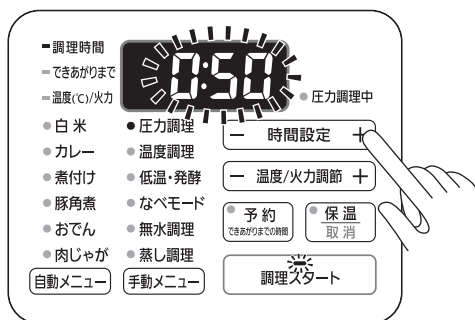 調理時間
できあがりまで
温度(℃)/火力
0:50
圧力調理中
白米
カレー
煮付け
豚角煮
おでん
肉じゃが
自動メニュー
圧力調理
温度調理
低温・発酵
なべモード
無水調理
蒸し調理
手動メニュー
− 時間設定 +
− 温度/火力調節 +
予約
できあがりまでの時間
保温
取消
調理スタート